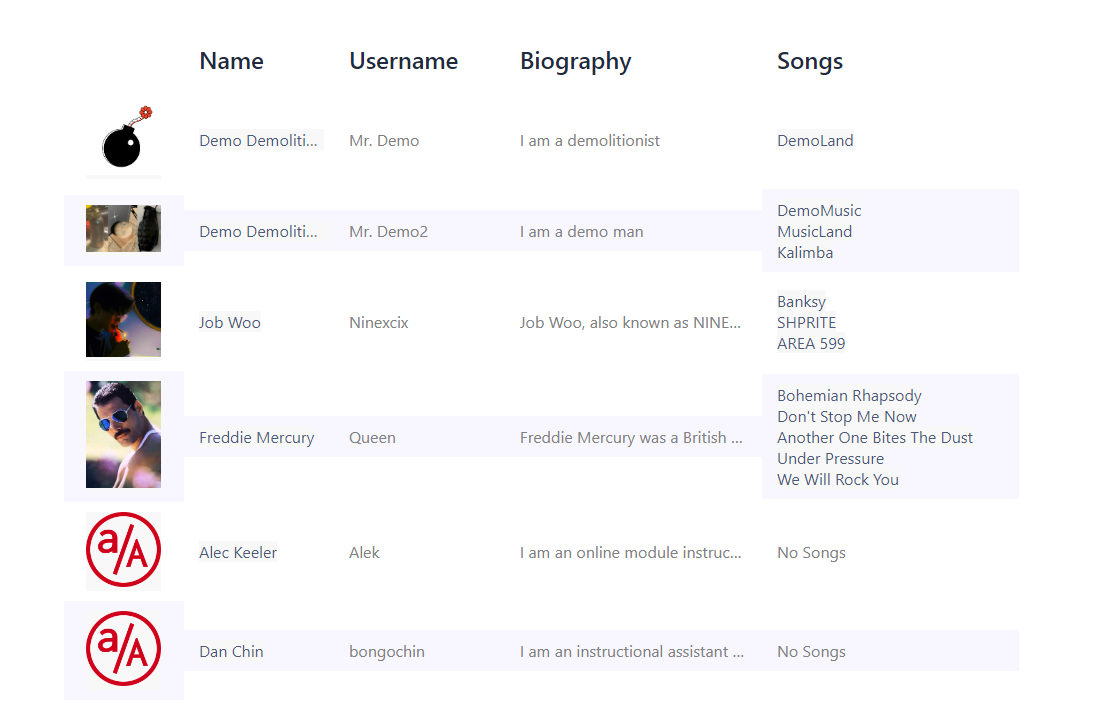 Name Username Biography Songs
Demo Demoliti... Mr. Demo I am a demolitionist DemoLand
Demo Demoliti... Mr. Demo2 I am a demo man DemoMusic
MusicLand
Kalimba
Job Woo Ninexcix Job Woo, also known as NINE... Banksy
SHPRITE
AREA 599
Freddie Mercury Queen Freddie Mercury was a British ... Bohemian Rhapsody
Don't Stop Me Now
Another One Bites The Dust
Under Pressure
We Will Rock You
a/A
Alec Keeler Alek I am an online module instruc... No Songs
a/A
Dan Chin bongochin I am an instructional assistant ... No Songs